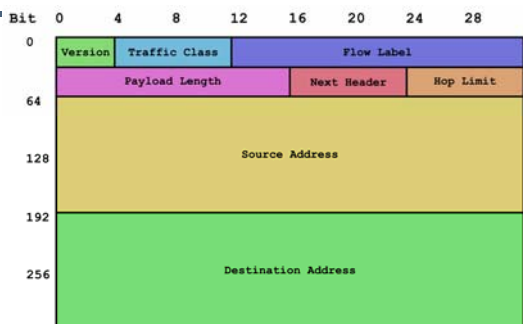 Bit 0 4 8 12 16 20 24 28
0
Version Traffic Class Flow Label
Payload Length Next Header Hop Limit
64
128
Source Address
192
256
Destination Address